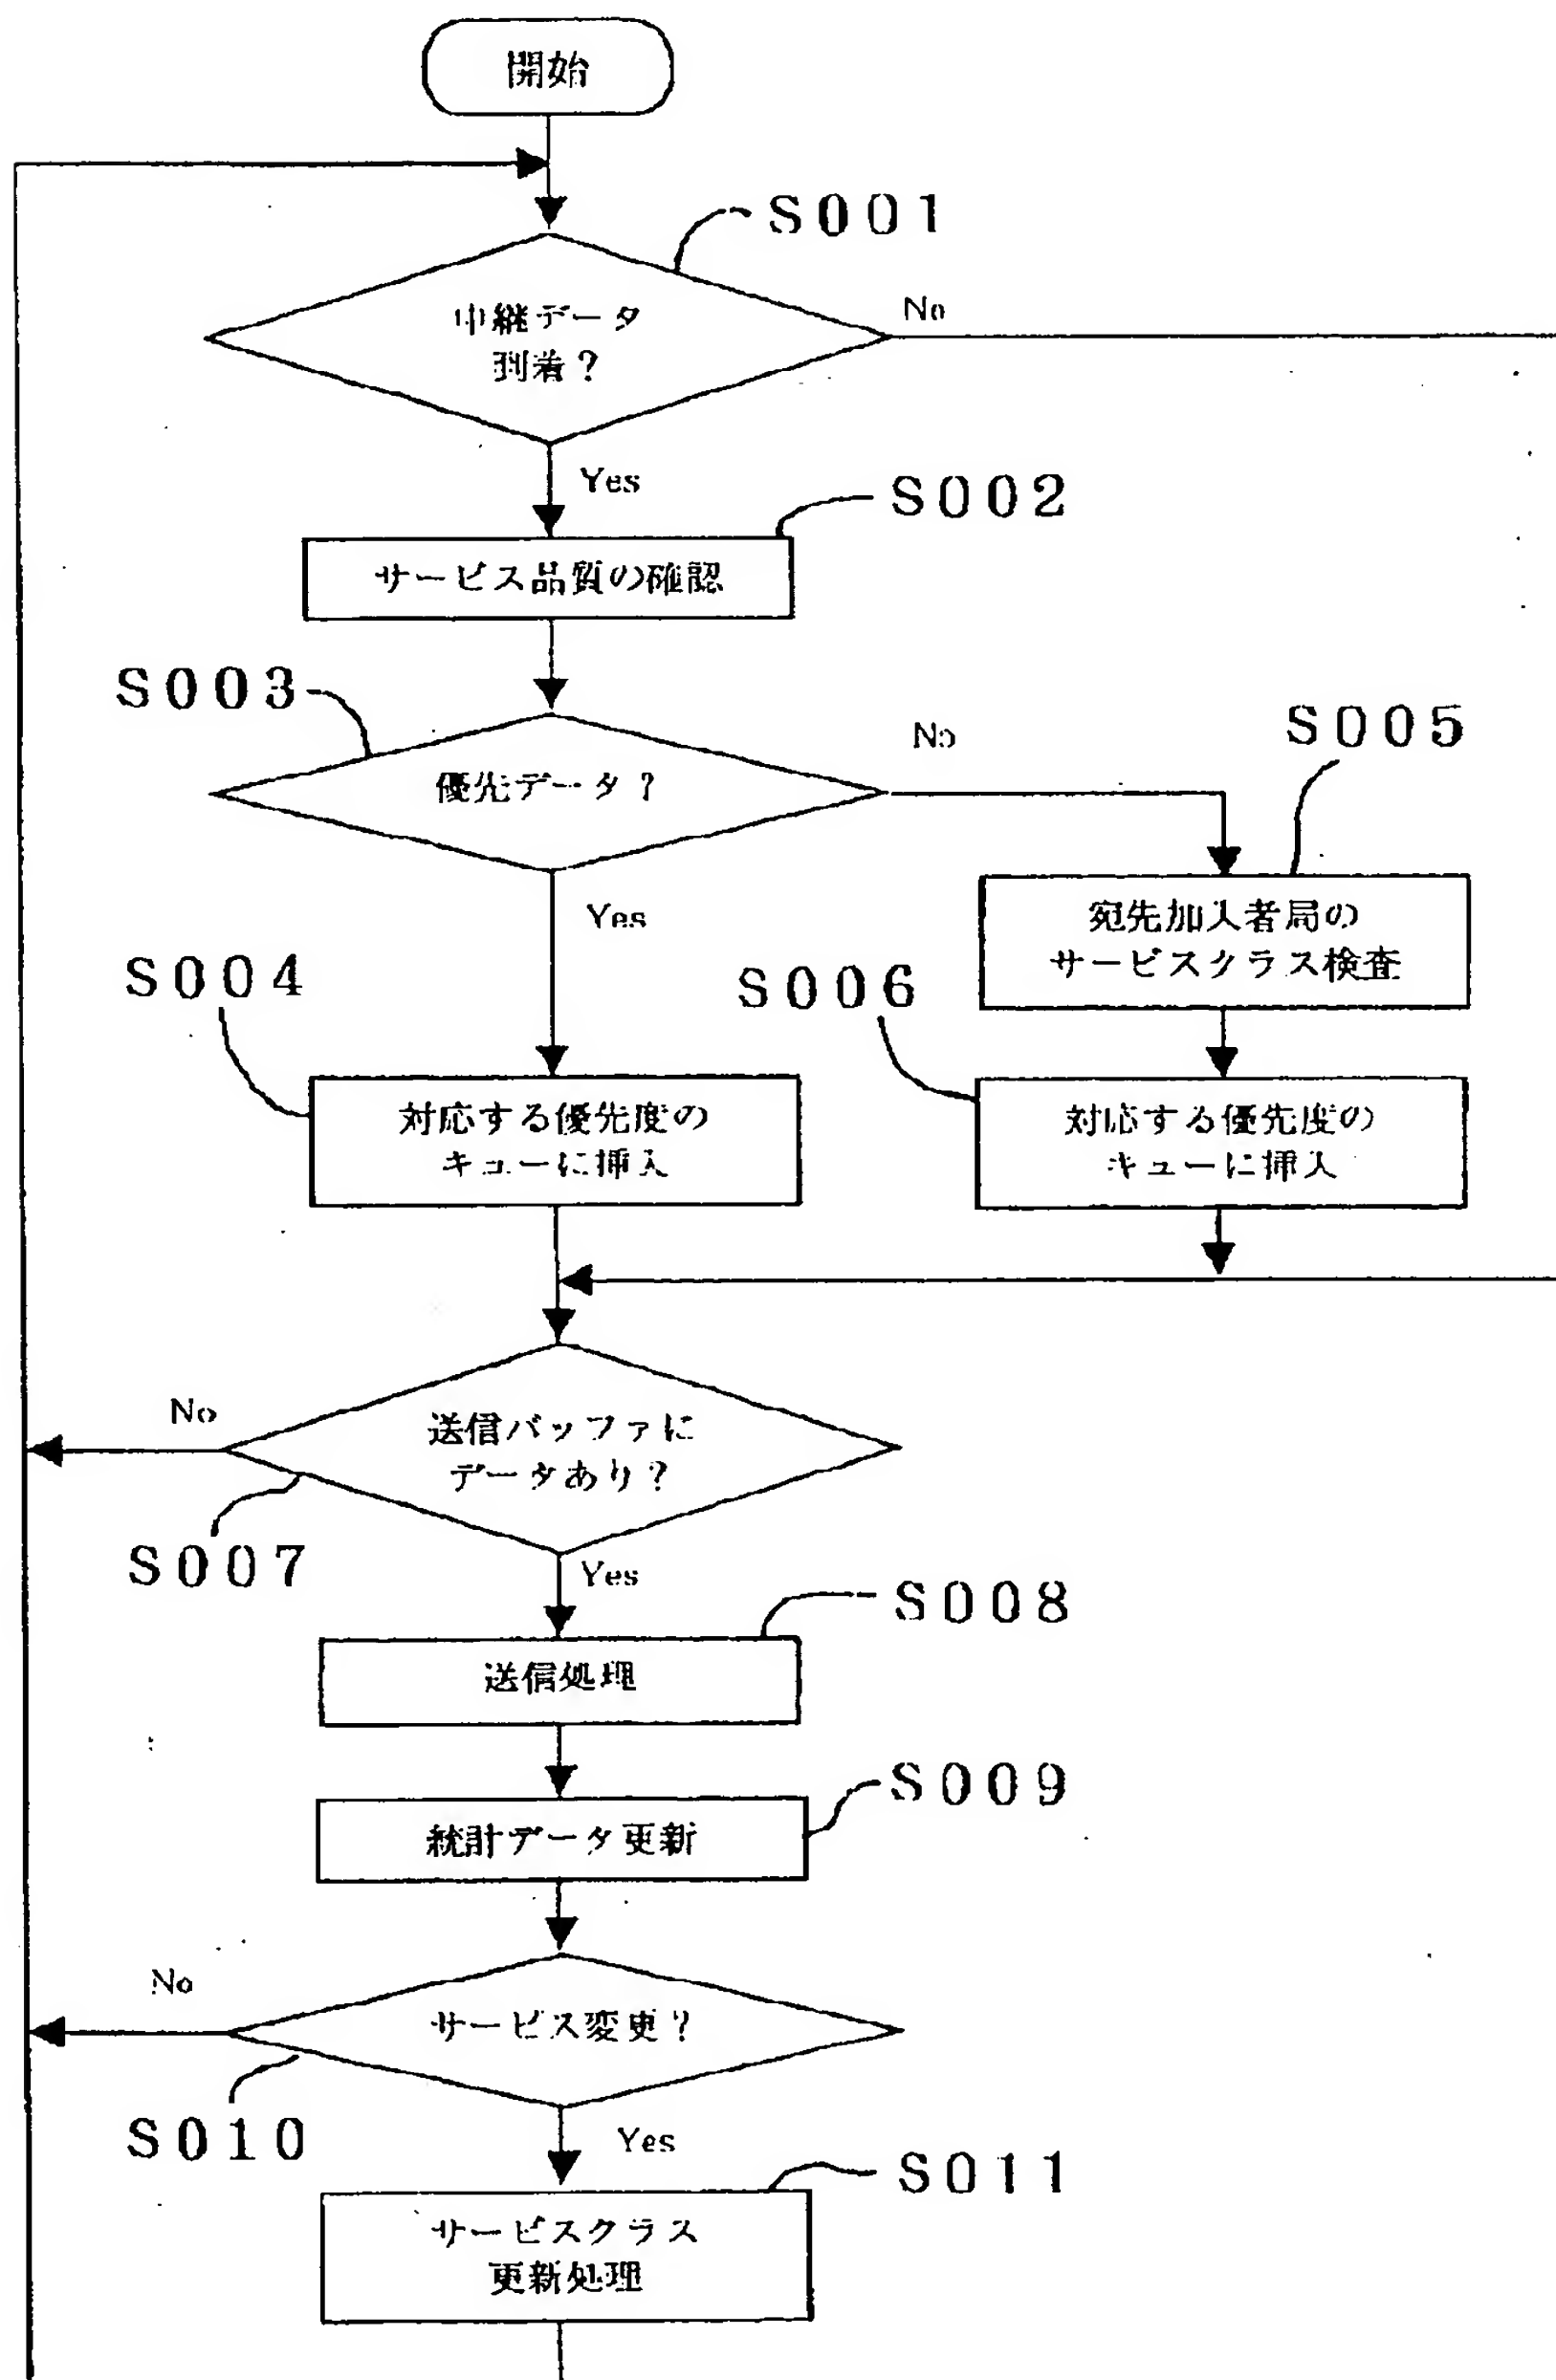 開始
S001
中継データ
到着？
No
Yes
S002
サービス品質の確認
S003
優先データ？
No
S005
Yes
宛先加入者局の
サービスクラス検査
S004
S006
対応する優先度の
キューに挿入
対応する優先度の
キューに挿入
No
送信バッファに
データあり？
S007
Yes
S008
送信処理
S009
統計データ更新
No
サービス変更？
S010
Yes
S011
サービスクラス
更新処理